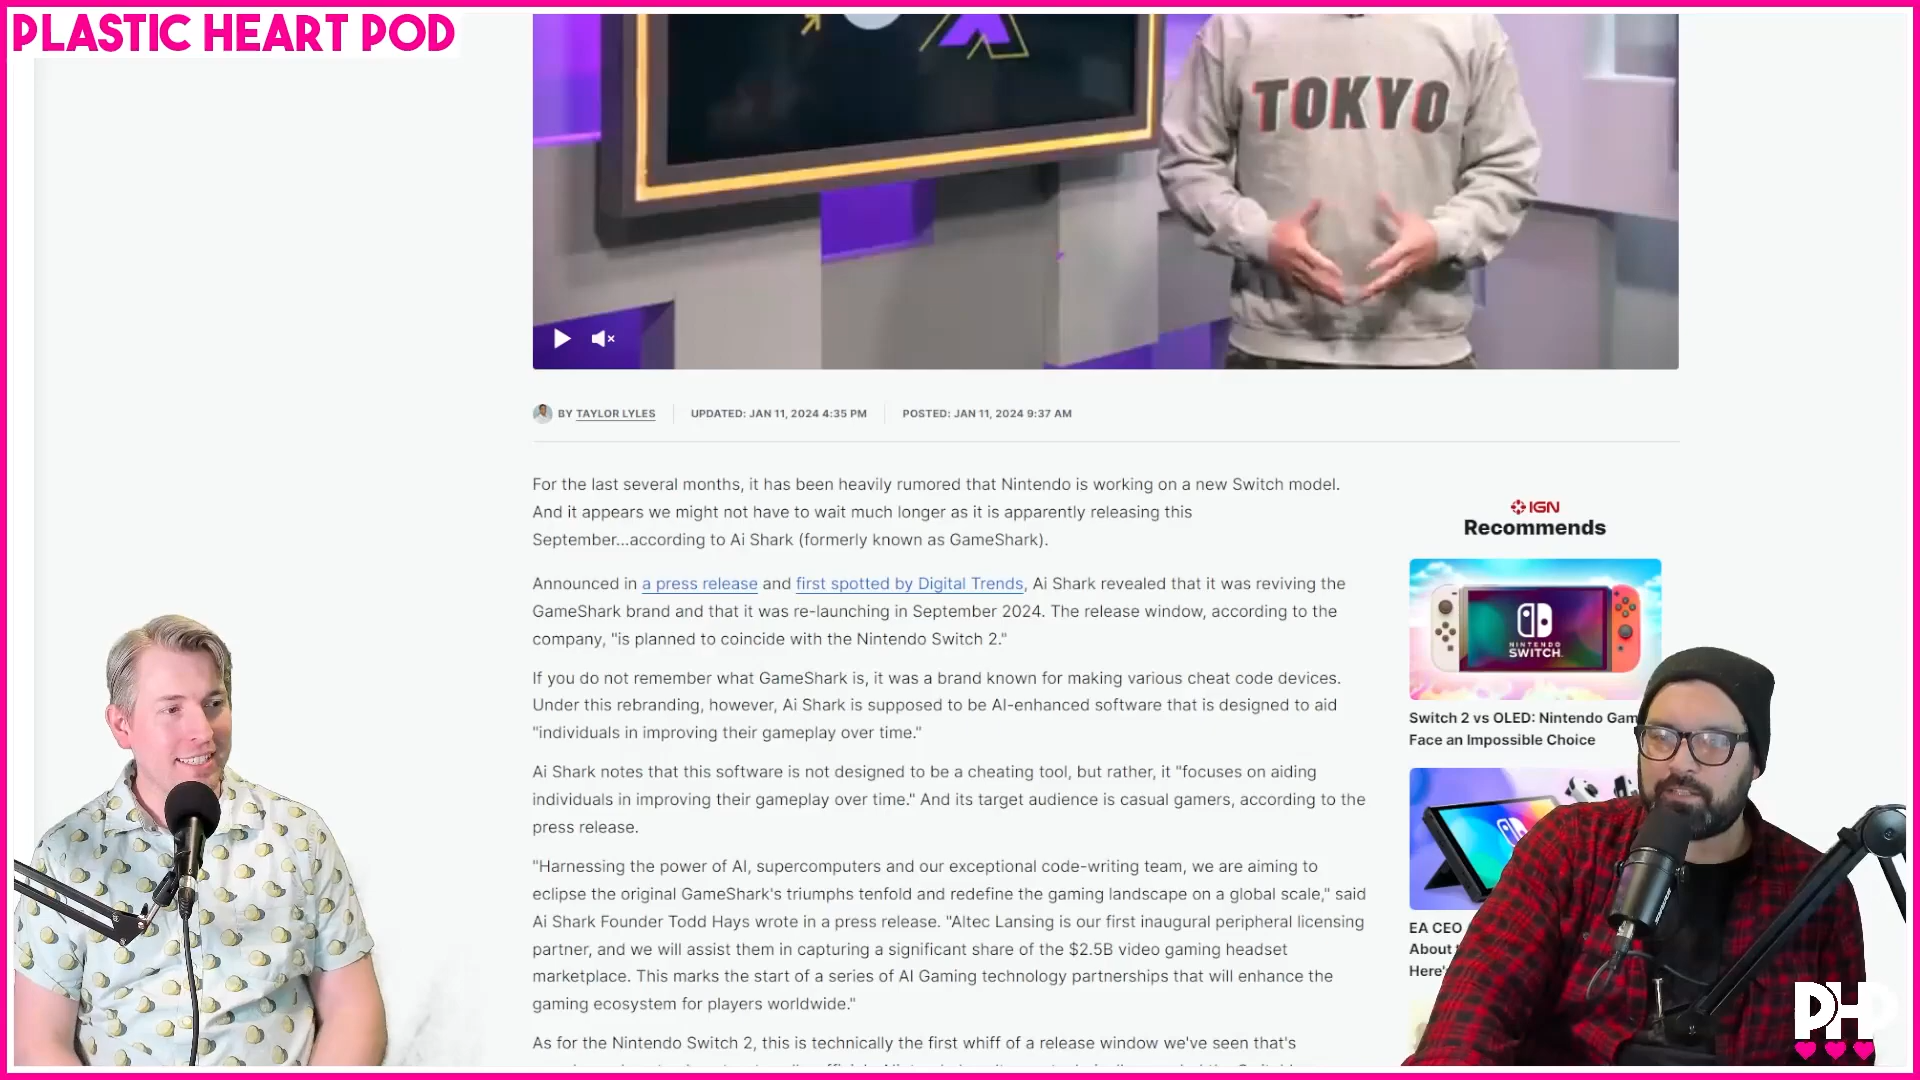 PLASTIC HEART POD
TOKYO
BY TAYLOR LYLES
UPDATED: JAN 11, 2024 4:35 PM
POSTED: JAN 11, 2024 9:37 AM
For the last several months, it has been heavily rumored that Nintendo is working on a new Switch model.
And it appears we might not have to wait much longer as it is apparently releasing this
September...according to Ai Shark (formerly known as GameShark).
Announced in a press release and first spotted by Digital Trends, Ai Shark revealed that it was reviving the
GameShark brand and that it was re-launching in September 2024. The release window, according to the
company, "is planned to coincide with the Nintendo Switch 2."
If you do not remember what GameShark is, it was a brand known for making various cheat code devices.
Under this rebranding, however, Ai Shark is supposed to be AI-enhanced software that is designed to aid
"individuals in improving their gameplay over time."
Ai Shark notes that this software is not designed to be a cheating tool, but rather, it "focuses on aiding
individuals in improving their gameplay over time." And its target audience is casual gamers, according to the
press release.
"Harnessing the power of AI, supercomputers and our exceptional code-writing team, we are aiming to
eclipse the original GameShark's triumphs tenfold and redefine the gaming landscape on a global scale," said
Ai Shark Founder Todd Hays wrote in a press release. "Altec Lansing is our first inaugural peripheral licensing
partner, and we will assist them in capturing a significant share of the $2.5B video gaming headset
marketplace. This marks the start of a series of AI Gaming technology partnerships that will enhance the
gaming ecosystem for players worldwide."
As for the Nintendo Switch 2, this is technically the first whiff of a release window we've seen that's
IGN
Recommends
NINTENDO
SWITCH
Switch 2 vs OLED: Nintendo Gam
Face an Impossible Choice
EA CEO
About
Here's
PHP